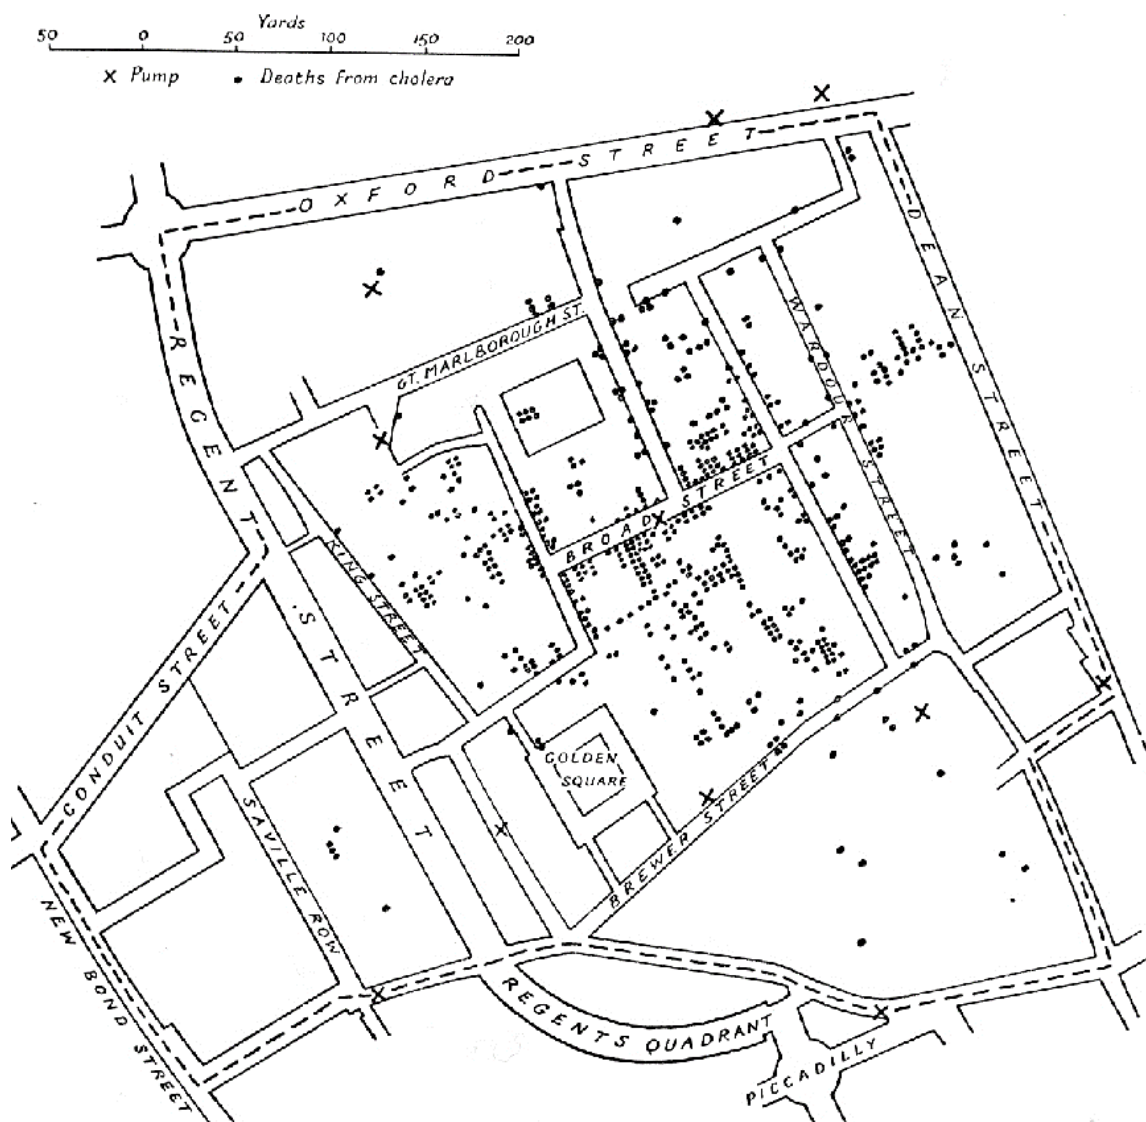 Yards
50 0 50 100 150 200
× Pump • Deaths from cholera
OXFORD STREET
DEAN STREET
REGENT STREET
GT. MARLBOROUGH ST.
WARDOUR STREET
BROAD STREET
KING STREET
CONDUIT STREET
GOLDEN
SQUARE
SAVILLE ROW
BREWER STREET
NEW BOND STREET
REGENTS QUADRANT
PICCADILLY